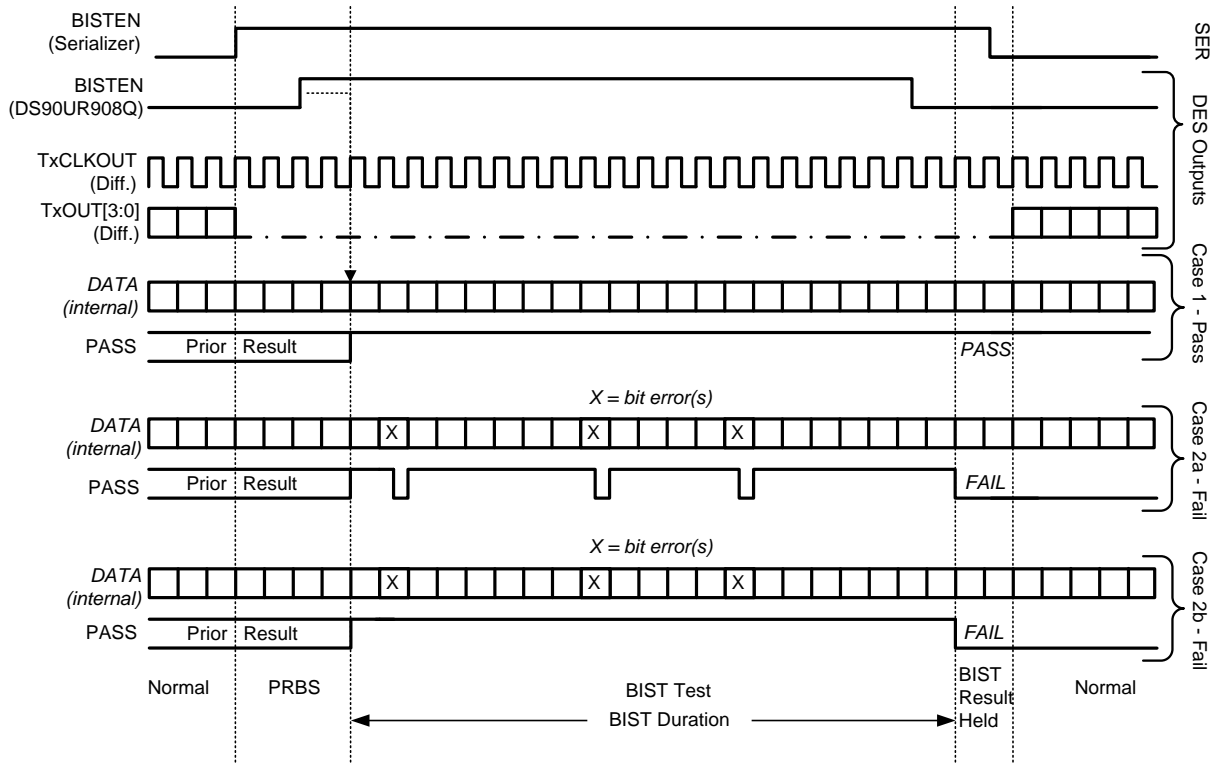 BISTEN
(Serializer)
SER
BISTEN
(DS90UR908Q)
TxCLKOUT
(Diff.)
TxOUT[3:0]
(Diff.)
DES Outputs
DATA
(internal)
PASS
Prior Result
PASS
Case 1 - Pass
X = bit error(s)
DATA
(internal)
X X X
PASS
Prior Result
FAIL
Case 2a - Fail
X = bit error(s)
DATA
(internal)
X X X
PASS
Prior Result
FAIL
Case 2b - Fail
Normal
PRBS
BIST Test
BIST Duration
BIST
Result
Held
Normal